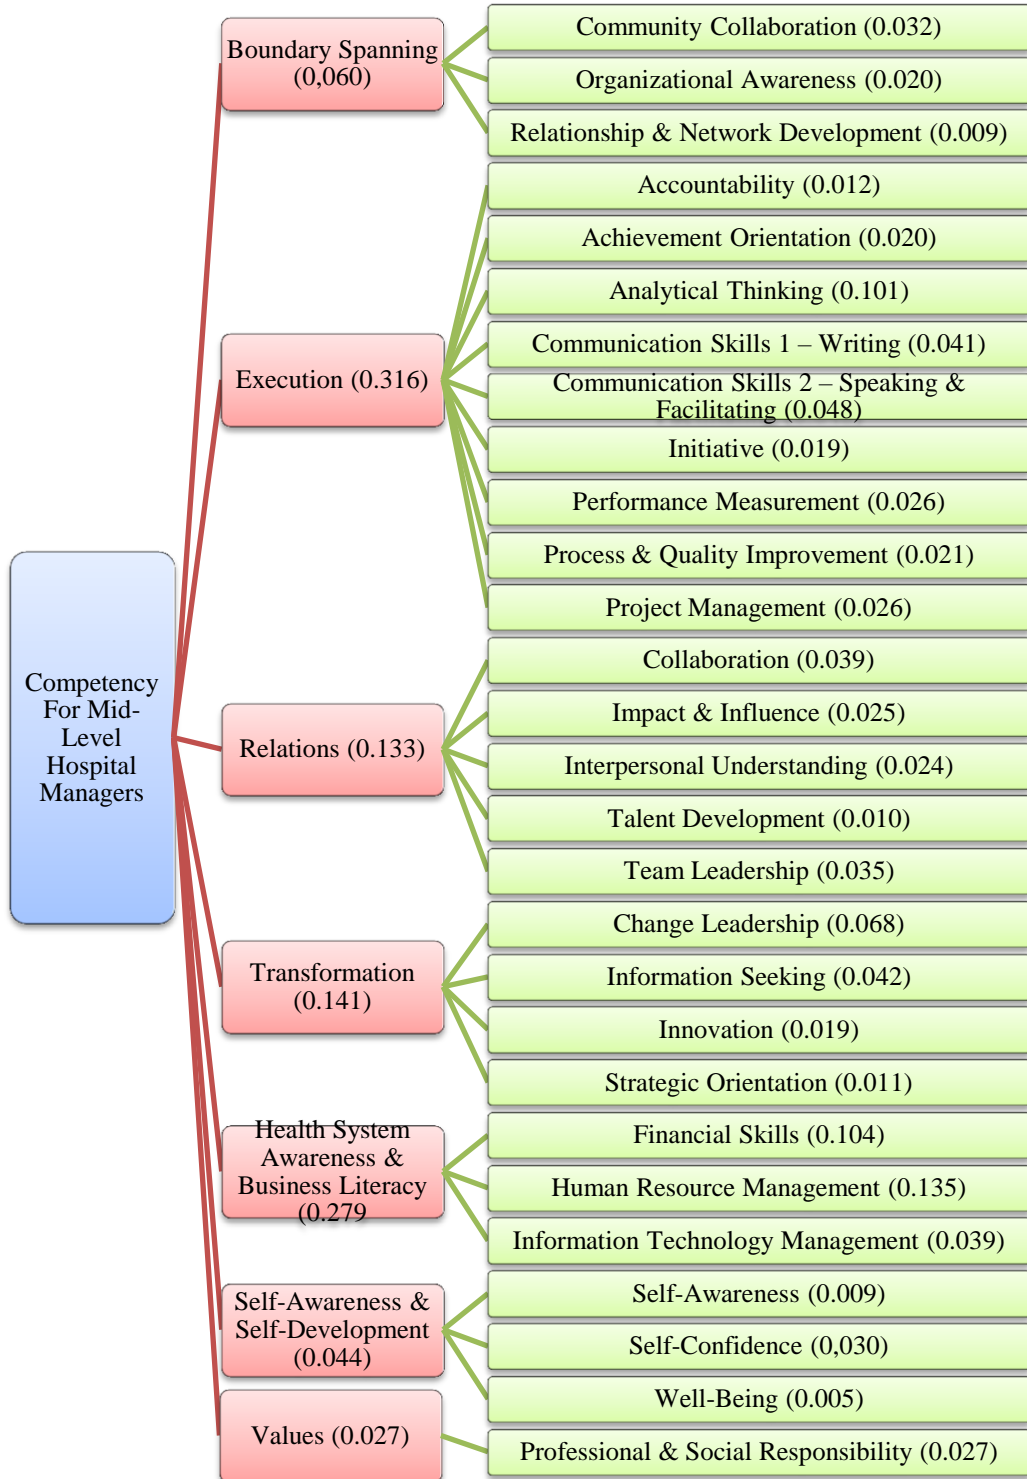 Competency
For Mid-
Level
Hospital
Managers
Boundary Spanning
(0,060)
Community Collaboration (0.032)
Organizational Awareness (0.020)
Relationship & Network Development (0.009)
Execution (0.316)
Accountability (0.012)
Achievement Orientation (0.020)
Analytical Thinking (0.101)
Communication Skills 1 – Writing (0.041)
Communication Skills 2 – Speaking &
Facilitating (0.048)
Initiative (0.019)
Performance Measurement (0.026)
Process & Quality Improvement (0.021)
Project Management (0.026)
Relations (0.133)
Collaboration (0.039)
Impact & Influence (0.025)
Interpersonal Understanding (0.024)
Talent Development (0.010)
Team Leadership (0.035)
Transformation
(0.141)
Change Leadership (0.068)
Information Seeking (0.042)
Innovation (0.019)
Strategic Orientation (0.011)
Health System
Awareness &
Business Literacy
(0.279
Financial Skills (0.104)
Human Resource Management (0.135)
Information Technology Management (0.039)
Self-Awareness &
Self-Development
(0.044)
Self-Awareness (0.009)
Self-Confidence (0,030)
Well-Being (0.005)
Values (0.027)
Professional & Social Responsibility (0.027)